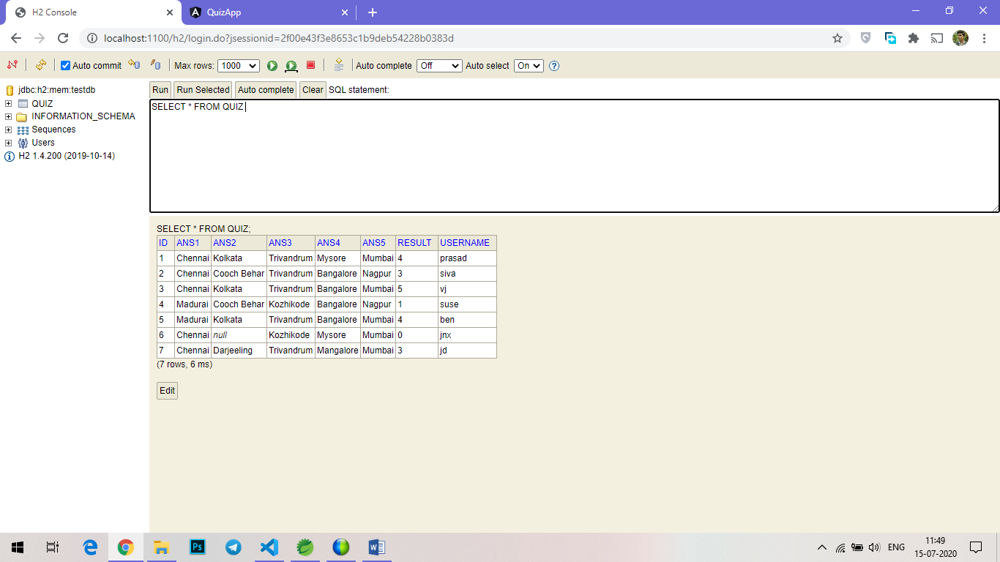 H2 Console
QuizApp
localhost:1100/h2/login.do?jsessionid=2f00e43f3e8653c1b9deb54228b0383d
Auto commit Max rows: 1000 Auto complete Off Auto select On
jdbc:h2:mem:testdb
QUIZ
INFORMATION_SCHEMA
Sequences
Users
H2 1.4.200 (2019-10-14)
Run Run Selected Auto complete Clear SQL statement:
SELECT * FROM QUIZ
SELECT * FROM QUIZ;
ID ANS1 ANS2 ANS3 ANS4 ANS5 RESULT USERNAME
1 Chennai Kolkata Trivandrum Mysore Mumbai 4 prasad
2 Chennai Cooch Behar Trivandrum Bangalore Nagpur 3 siva
3 Chennai Kolkata Trivandrum Bangalore Mumbai 5 vj
4 Madurai Cooch Behar Kozhikode Bangalore Nagpur 1 suse
5 Madurai Kolkata Trivandrum Bangalore Mumbai 4 ben
6 Chennai null Kozhikode Mysore Mumbai 0 jnx
7 Chennai Darjeeling Trivandrum Mangalore Mumbai 3 jd
(7 rows, 6 ms)
Edit
Ps
ENG
11:49
15-07-2020